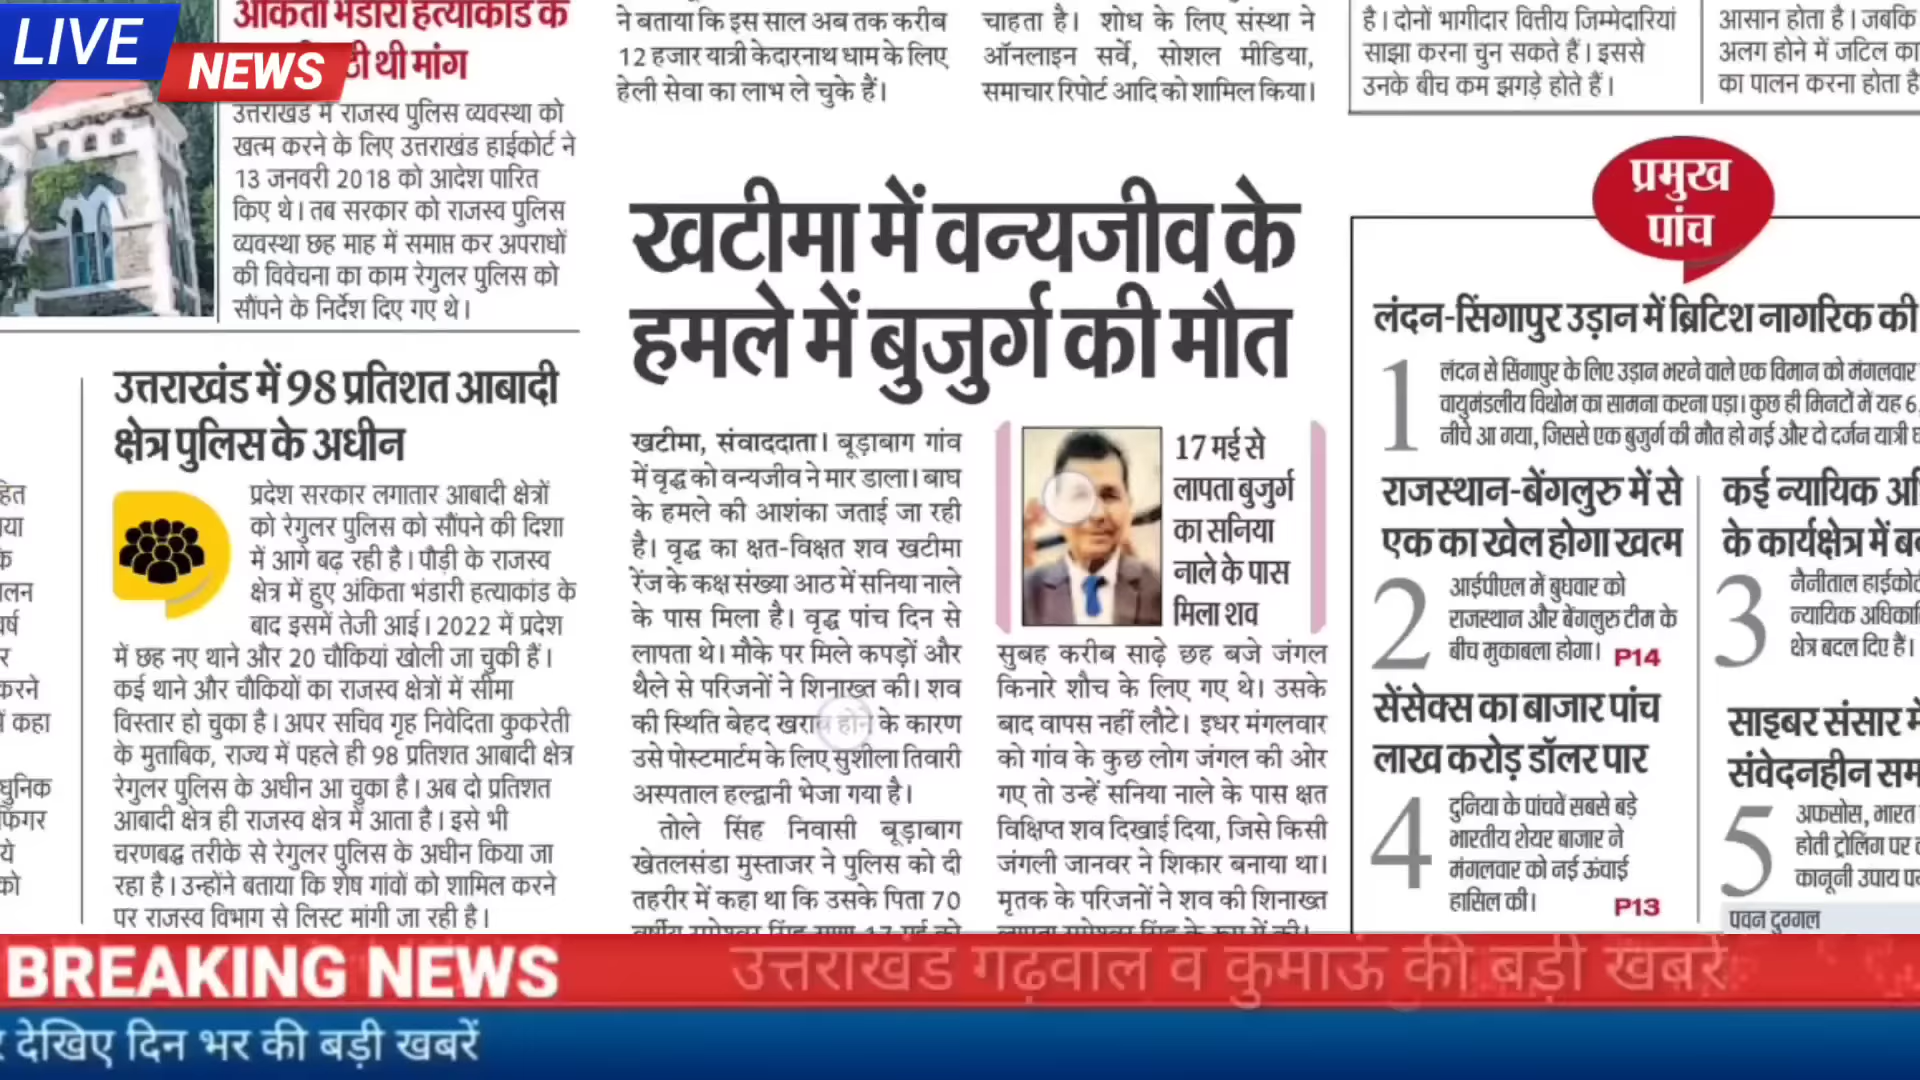 LIVE
NEWS
अंकिता भंडारी हत्याकांड के
थी मांग
उत्तराखंड में राजस्व पुलिस व्यवस्था को
खत्म करने के लिए उत्तराखंड हाईकोर्ट ने
13 जनवरी 2018 को आदेश पारित
किए थे। तब सरकार को राजस्व पुलिस
व्यवस्था छह माह में समाप्त कर अपराधों
की विवेचना का काम रेगुलर पुलिस को
सौंपने के निर्देश दिए गए थे।
उत्तराखंड में 98 प्रतिशत आबादी
क्षेत्र पुलिस के अधीन
प्रदेश सरकार लगातार आबादी क्षेत्रों
को रेगुलर पुलिस को सौंपने की दिशा
में आगे बढ़ रही है। पौड़ी के राजस्व
क्षेत्र में हुए अंकिता भंडारी हत्याकांड के
बाद इसमें तेजी आई। 2022 में प्रदेश
में छह नए थाने और 20 चौकियां खोली जा चुकी हैं।
कई थाने और चौकियों का राजस्व क्षेत्रों में सीमा
विस्तार हो चुका है। अपर सचिव गृह निवेदिता कुकरेती
के मुताबिक, राज्य में पहले ही 98 प्रतिशत आबादी क्षेत्र
रेगुलर पुलिस के अधीन आ चुका है। अब दो प्रतिशत
आबादी क्षेत्र ही राजस्व क्षेत्र में आता है। इसे भी
चरणबद्ध तरीके से रेगुलर पुलिस के अधीन किया जा
रहा है। उन्होंने बताया कि शेष गांवों को शामिल करने
पर राजस्व विभाग से लिस्ट मांगी जा रही है।
करने
कहा
ने बताया कि इस साल अब तक करीब
12 हजार यात्री केदारनाथ धाम के लिए
हेली सेवा का लाभ ले चुके हैं।
चाहता है। शोध के लिए संस्था ने
ऑनलाइन सर्वे, सोशल मीडिया,
समाचार रिपोर्ट आदि को शामिल किया।
खटीमा में वन्यजीव के
हमले में बुजुर्ग की मौत
खटीमा, संवाददाता। बूड़ाबाग गांव
में वृद्ध को वन्यजीव ने मार डाला। बाघ
के हमले की आशंका जताई जा रही
है। वृद्ध का क्षत-विक्षत शव खटीमा
रेंज के कक्ष संख्या आठ में सनिया नाले
के पास मिला है। वृद्ध पांच दिन से
लापता थे। मौके पर मिले कपड़ों और
थैले से परिजनों ने शिनाख्त की। शव
की स्थिति बेहद खराब होने के कारण
उसे पोस्टमार्टम के लिए सुशीला तिवारी
अस्पताल हल्द्वानी भेजा गया है।
तोले सिंह निवासी बूड़ाबाग
खेतलसंडा मुस्ताजर ने पुलिस को दी
तहरीर में कहा था कि उसके पिता 70
17 मई से
लापता बुजुर्ग
का सनिया
नाले के पास
मिला शव
सुबह करीब साढ़े छह बजे जंगल
किनारे शौच के लिए गए थे। उसके
बाद वापस नहीं लौटे। इधर मंगलवार
को गांव के कुछ लोग जंगल की ओर
गए तो उन्हें सनिया नाले के पास क्षत
विक्षिप्त शव दिखाई दिया, जिसे किसी
जंगली जानवर ने शिकार बनाया था।
मृतक के परिजनों ने शव की शिनाख्त
है। दोनों भागीदार वित्तीय जिम्मेदारियां
साझा करना चुन सकते हैं। इससे
उनके बीच कम झगड़े होते हैं।
आसान होता है। जबकि
अलग होने में जटिल का
का पालन करना होता है
प्रमुख
पांच
लंदन-सिंगापुर उड़ान में ब्रिटिश नागरिक की
1 लंदन से सिंगापुर के लिए उड़ान भरने वाले एक विमान को मंगलवार
वायुमंडलीय विक्षोभ का सामना करना पड़ा। कुछ ही मिनटों में यह 6,
नीचे आ गया, जिससे एक बुजुर्ग की मौत हो गई और दो दर्जन यात्री
राजस्थान-बेंगलुरु में से
एक का खेल होगा खत्म
2 आईपीएल में बुधवार को
राजस्थान और बेंगलुरु टीम के
बीच मुकाबला होगा। P14
कई न्यायिक
के कार्यक्षेत्र में
3 नैनीताल हाईकोर्ट
न्यायिक
क्षेत्र बदल दिए हैं।
सेंसेक्स का बाजार पांच
लाख करोड़ डॉलर पार
4 दुनिया के पांचवें सबसे बड़े
भारतीय शेयर बाजार ने
मंगलवार को नई ऊंचाई
हासिल की। P13
साइबर संसार में
संवेदनहीन
5 अफसोस, भारत
होती ट्रोलिंग पर
कानूनी उपाय
पवन दुग्गल
BREAKING NEWS
उत्तराखंड गढ़वाल व कुमाऊं की बड़ी खबरें
देखिए दिन भर की बड़ी खबरें